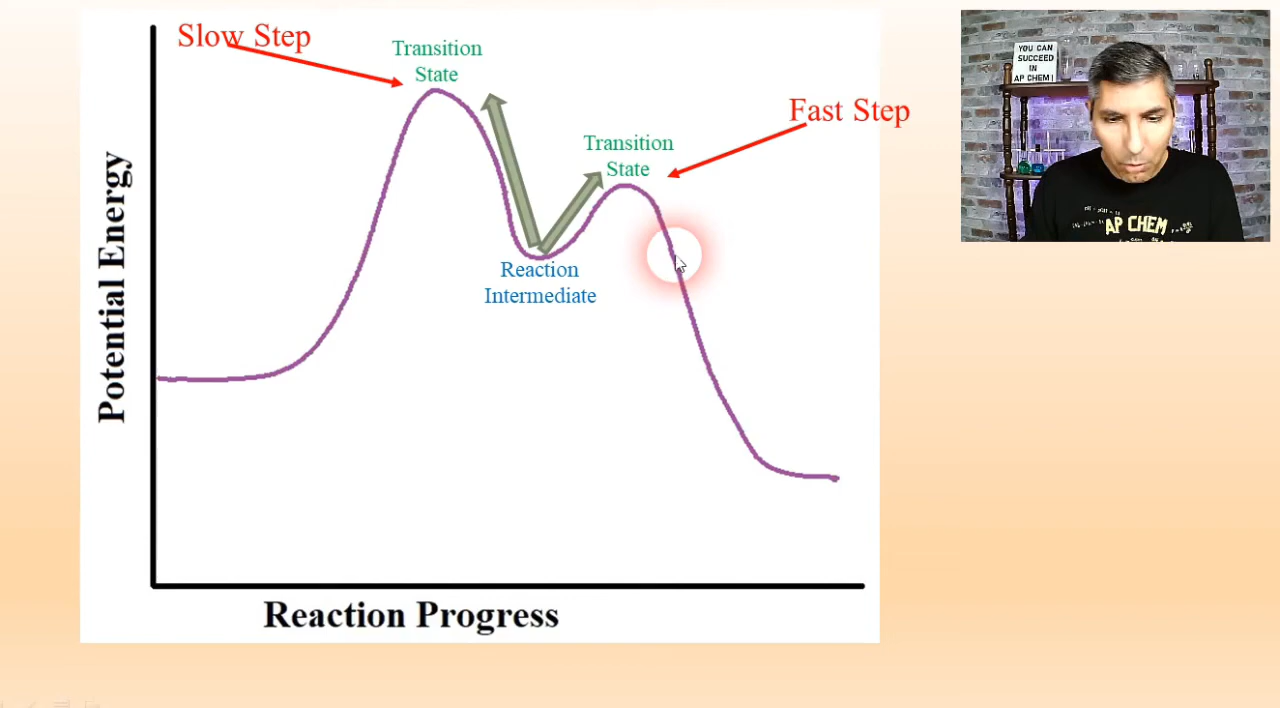 Slow Step
Transition
State
Fast Step
Transition
State
Reaction
Intermediate
Potential Energy
Reaction Progress
YOU CAN
SUCCEED
IN
AP CHEM!
AP CHEM